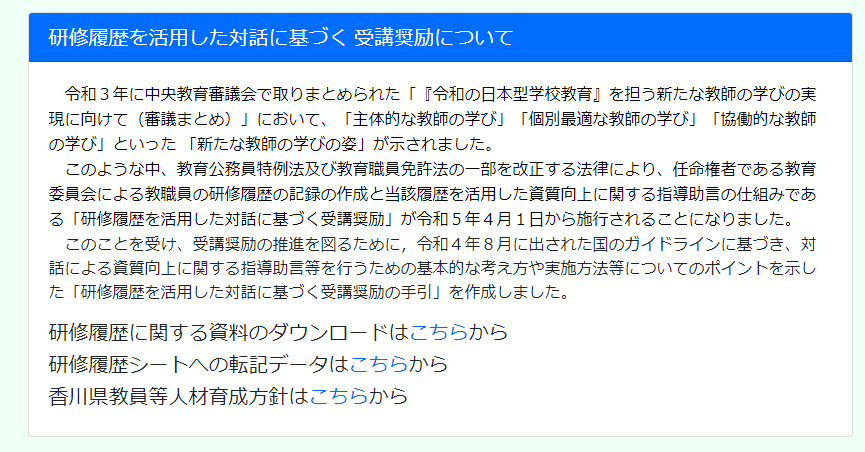 研修履歴を活用した対話に基づく 受講奨励について
　令和３年に中央教育審議会で取りまとめられた「『令和の日本型学校教育』を担う新たな教師の学びの実
現に向けて（審議まとめ）」において、「主体的な教師の学び」「個別最適な教師の学び」「協働的な教師
の学び」といった 「新たな教師の学びの姿」が示されました。
　このような中、教育公務員特例法及び教育職員免許法の一部を改正する法律により、任命権者である教育
委員会による教職員の研修履歴の記録の作成と当該履歴を活用した資質向上に関する指導助言の仕組みであ
る「研修履歴を活用した対話に基づく受講奨励」が令和５年４月１日から施行されることになりました。
　このことを受け、受講奨励の推進を図るために，令和４年８月に出された国のガイドラインに基づき、対
話による資質向上に関する指導助言等を行うための基本的な考え方や実施方法等についてのポイントを示し
た「研修履歴を活用した対話に基づく受講奨励の手引」を作成しました。
研修履歴に関する資料のダウンロードはこちらから
研修履歴シートへの転記データはこちらから
香川県教員等人材育成方針はこちらから